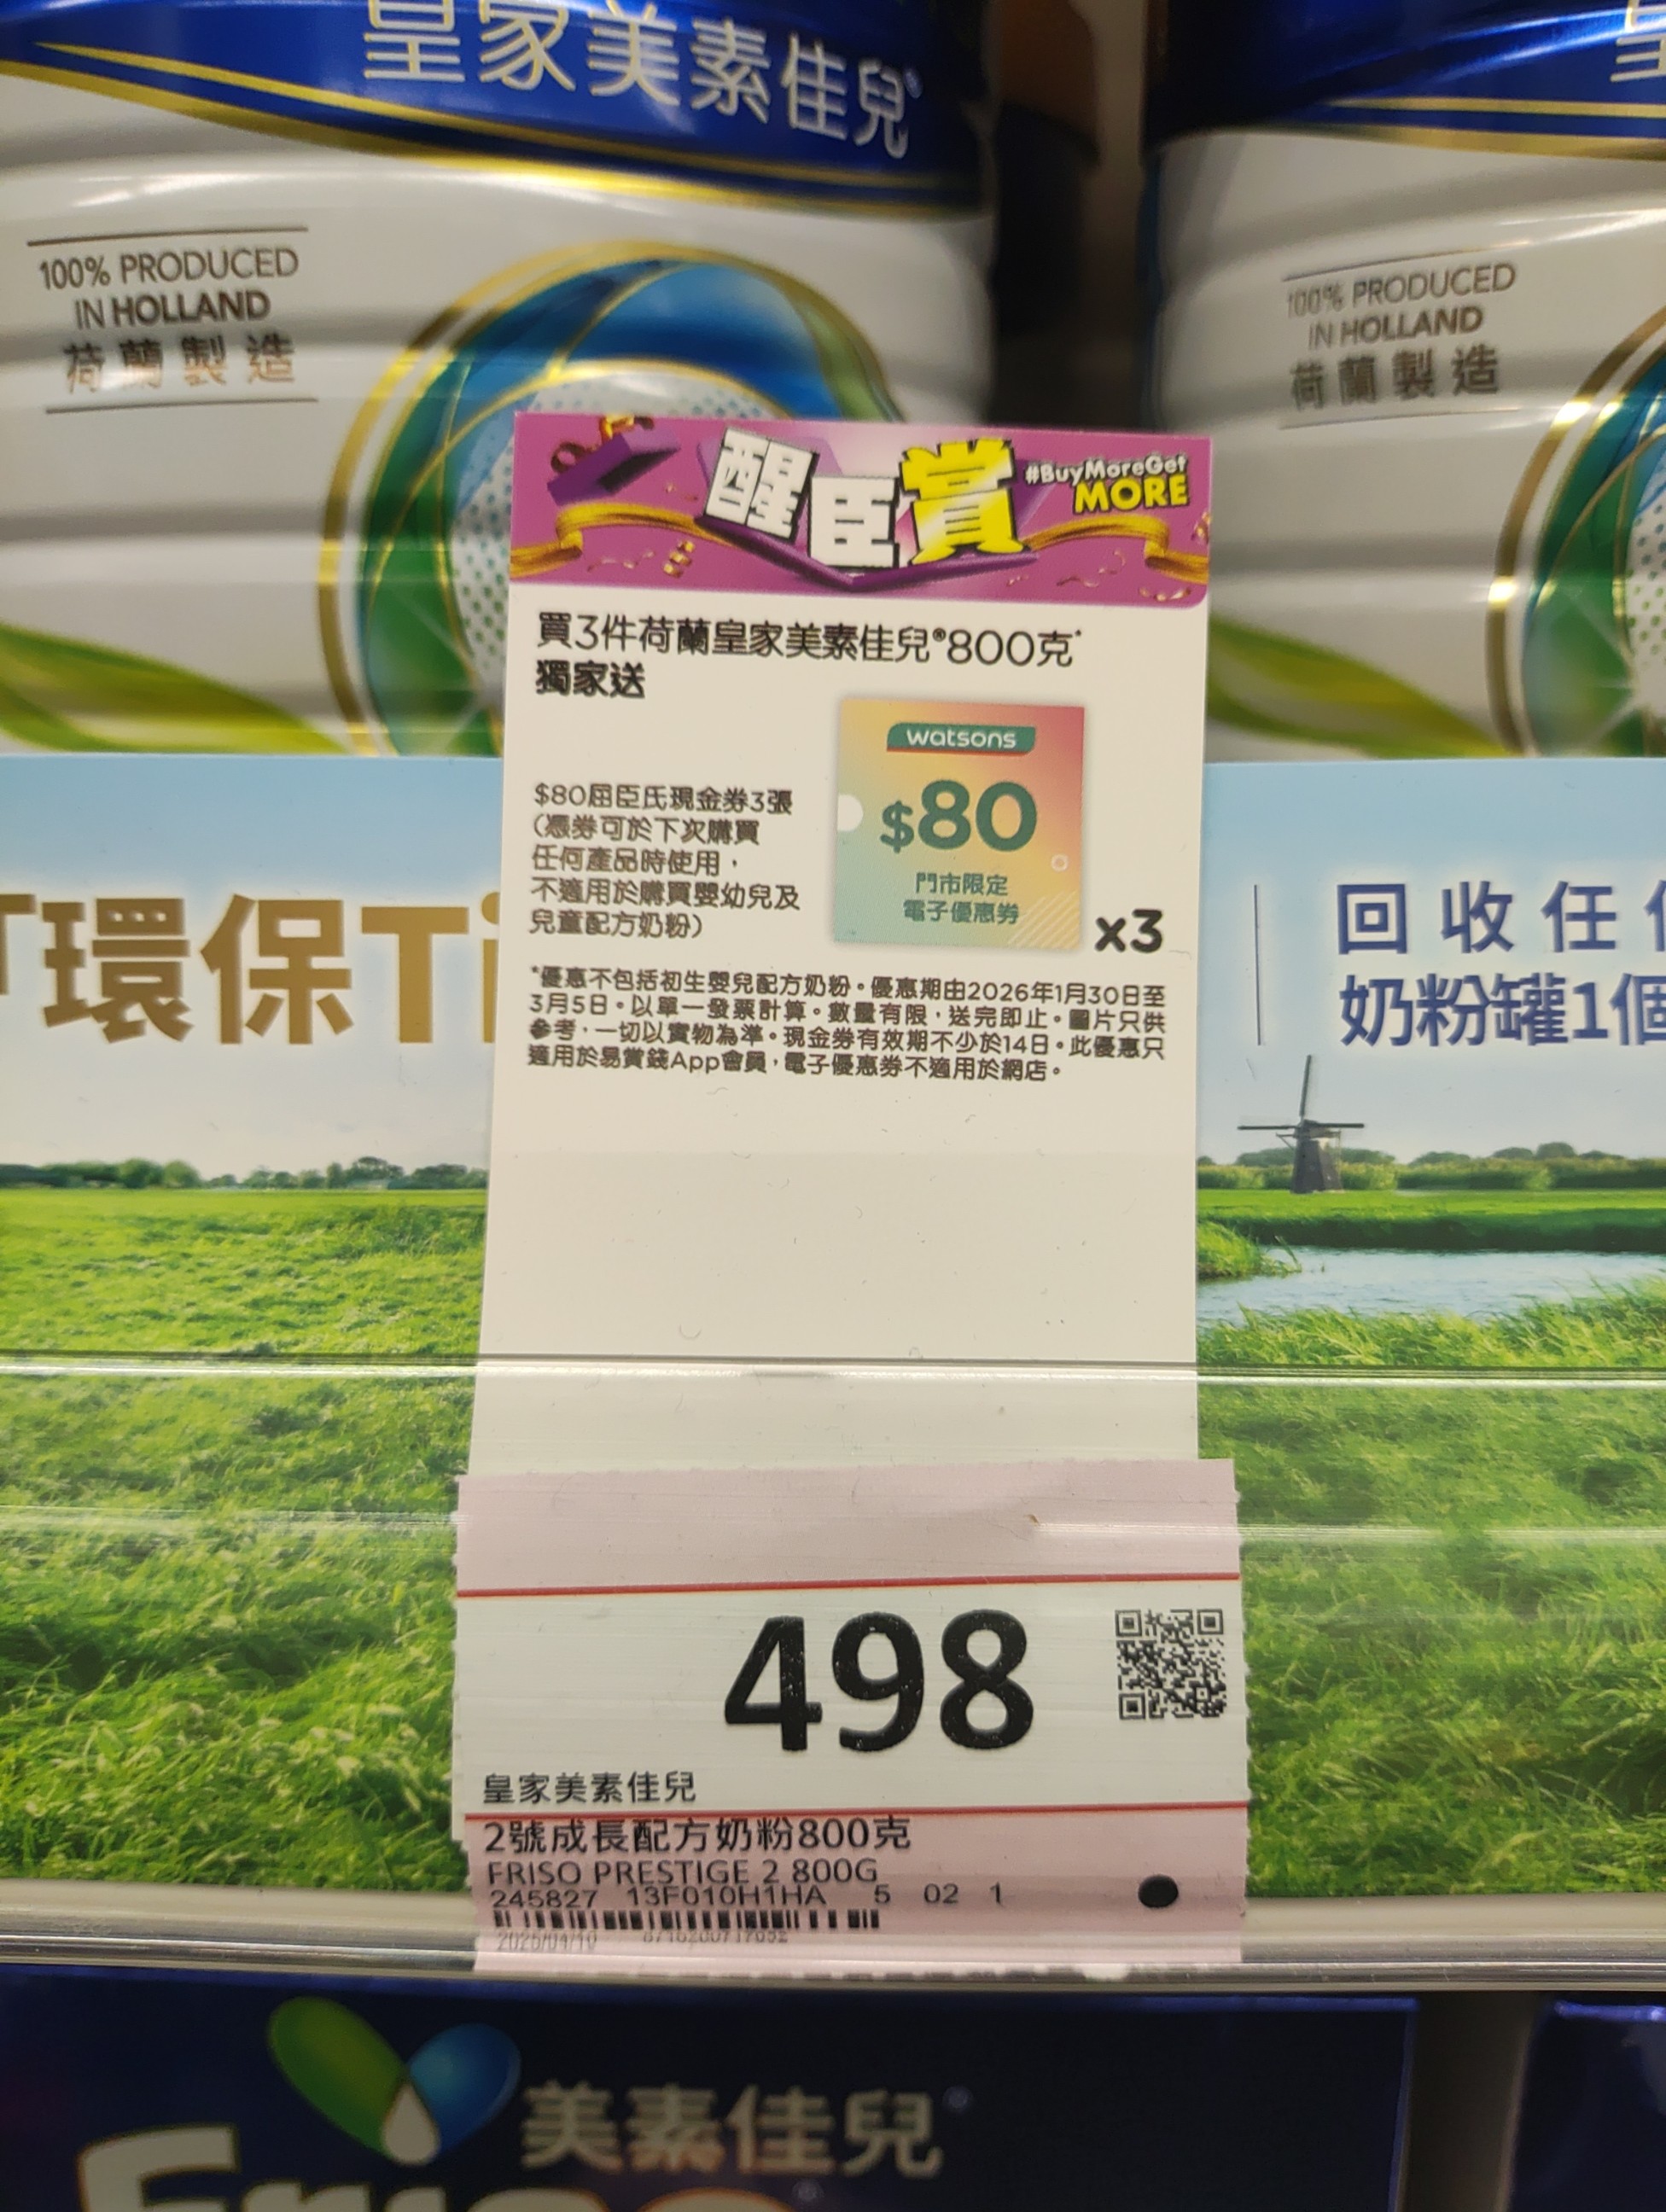 皇家美素佳兒
100% PRODUCED
IN HOLLAND
荷蘭製造
100% PRODUCED
IN HOLLAND
荷蘭製造
醒臣賞
#BuyMoreGet
MORE
買3件荷蘭皇家美素佳兒®800克*
獨家送
$80屈臣氏現金券3張
(憑券可於下次購買
任何產品時使用，
不適用於購買嬰幼兒及
兒童配方奶粉)
watsons
$80
門市限定
電子優惠券
x3
*優惠不包括初生嬰兒配方奶粉。優惠期由2026年1月30日至
3月5日。以單一發票計算。數量有限，送完即止。圖片只供
參考，一切以實物為準。現金券有效期不少於14日。此優惠只
適用於易賞錢App會員，電子優惠券不適用於網店。
「環保Ti
回收任
奶粉罐1個
498
皇家美素佳兒
2號成長配方奶粉800克
FRISO PRESTIGE 2 800G
245827 13F010H1HA 5 02 1
美素佳兒